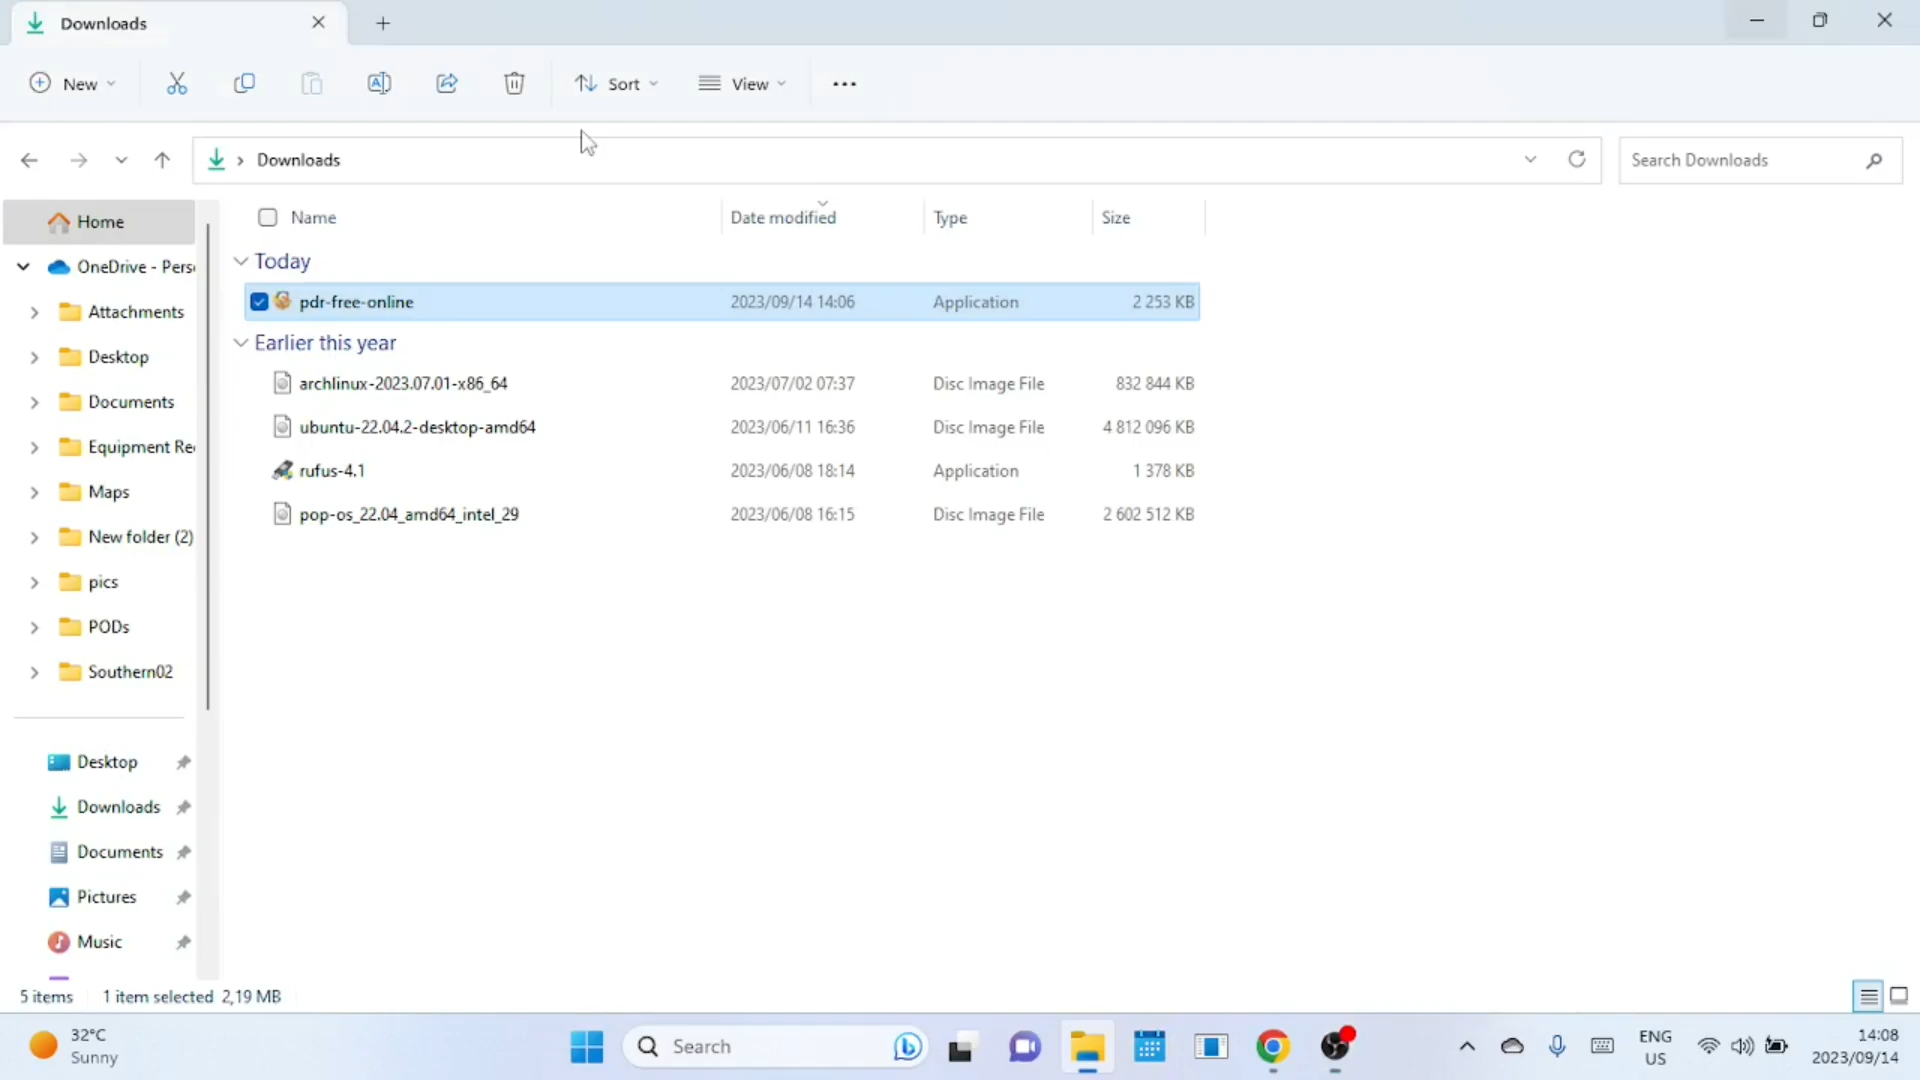 Downloads
New
Sort
View
Downloads
Search Downloads
Name Date modified Type Size
Home
OneDrive - Pers
Attachments
Desktop
Documents
Equipment Re
Maps
New folder (2)
pics
PODs
Southern02
Desktop
Downloads
Documents
Pictures
Music
Today
pdr-free-online 2023/09/14 14:06 Application 2 253 KB
Earlier this year
archlinux-2023.07.01-x86_64 2023/07/02 07:37 Disc Image File 832 844 KB
ubuntu-22.04.2-desktop-amd64 2023/06/11 16:36 Disc Image File 4 812 096 KB
rufus-4.1 2023/06/08 18:14 Application 1 378 KB
pop-os_22.04_amd64_intel_29 2023/06/08 16:15 Disc Image File 2 602 512 KB
5 items 1 item selected 2,19 MB
32°C
Sunny
Search
ENG
US
14:08
2023/09/14